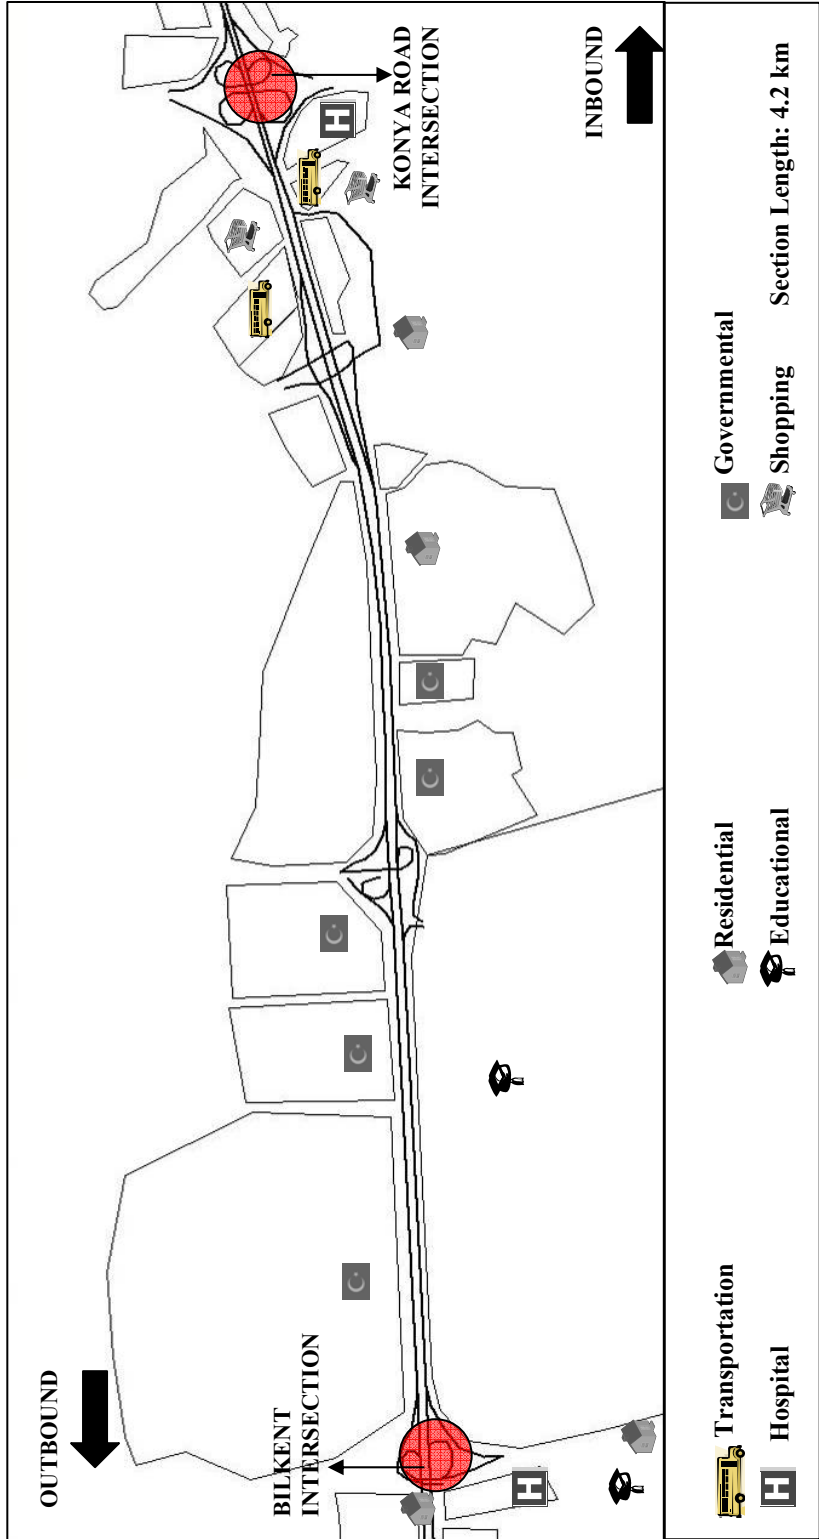 OUTBOUND
BILKENT
INTERSECTION
KONYA ROAD
INTERSECTION
INBOUND
H
H
Transportation
Residential
Governmental
H
Hospital
Educational
Shopping
Section Length: 4.2 km